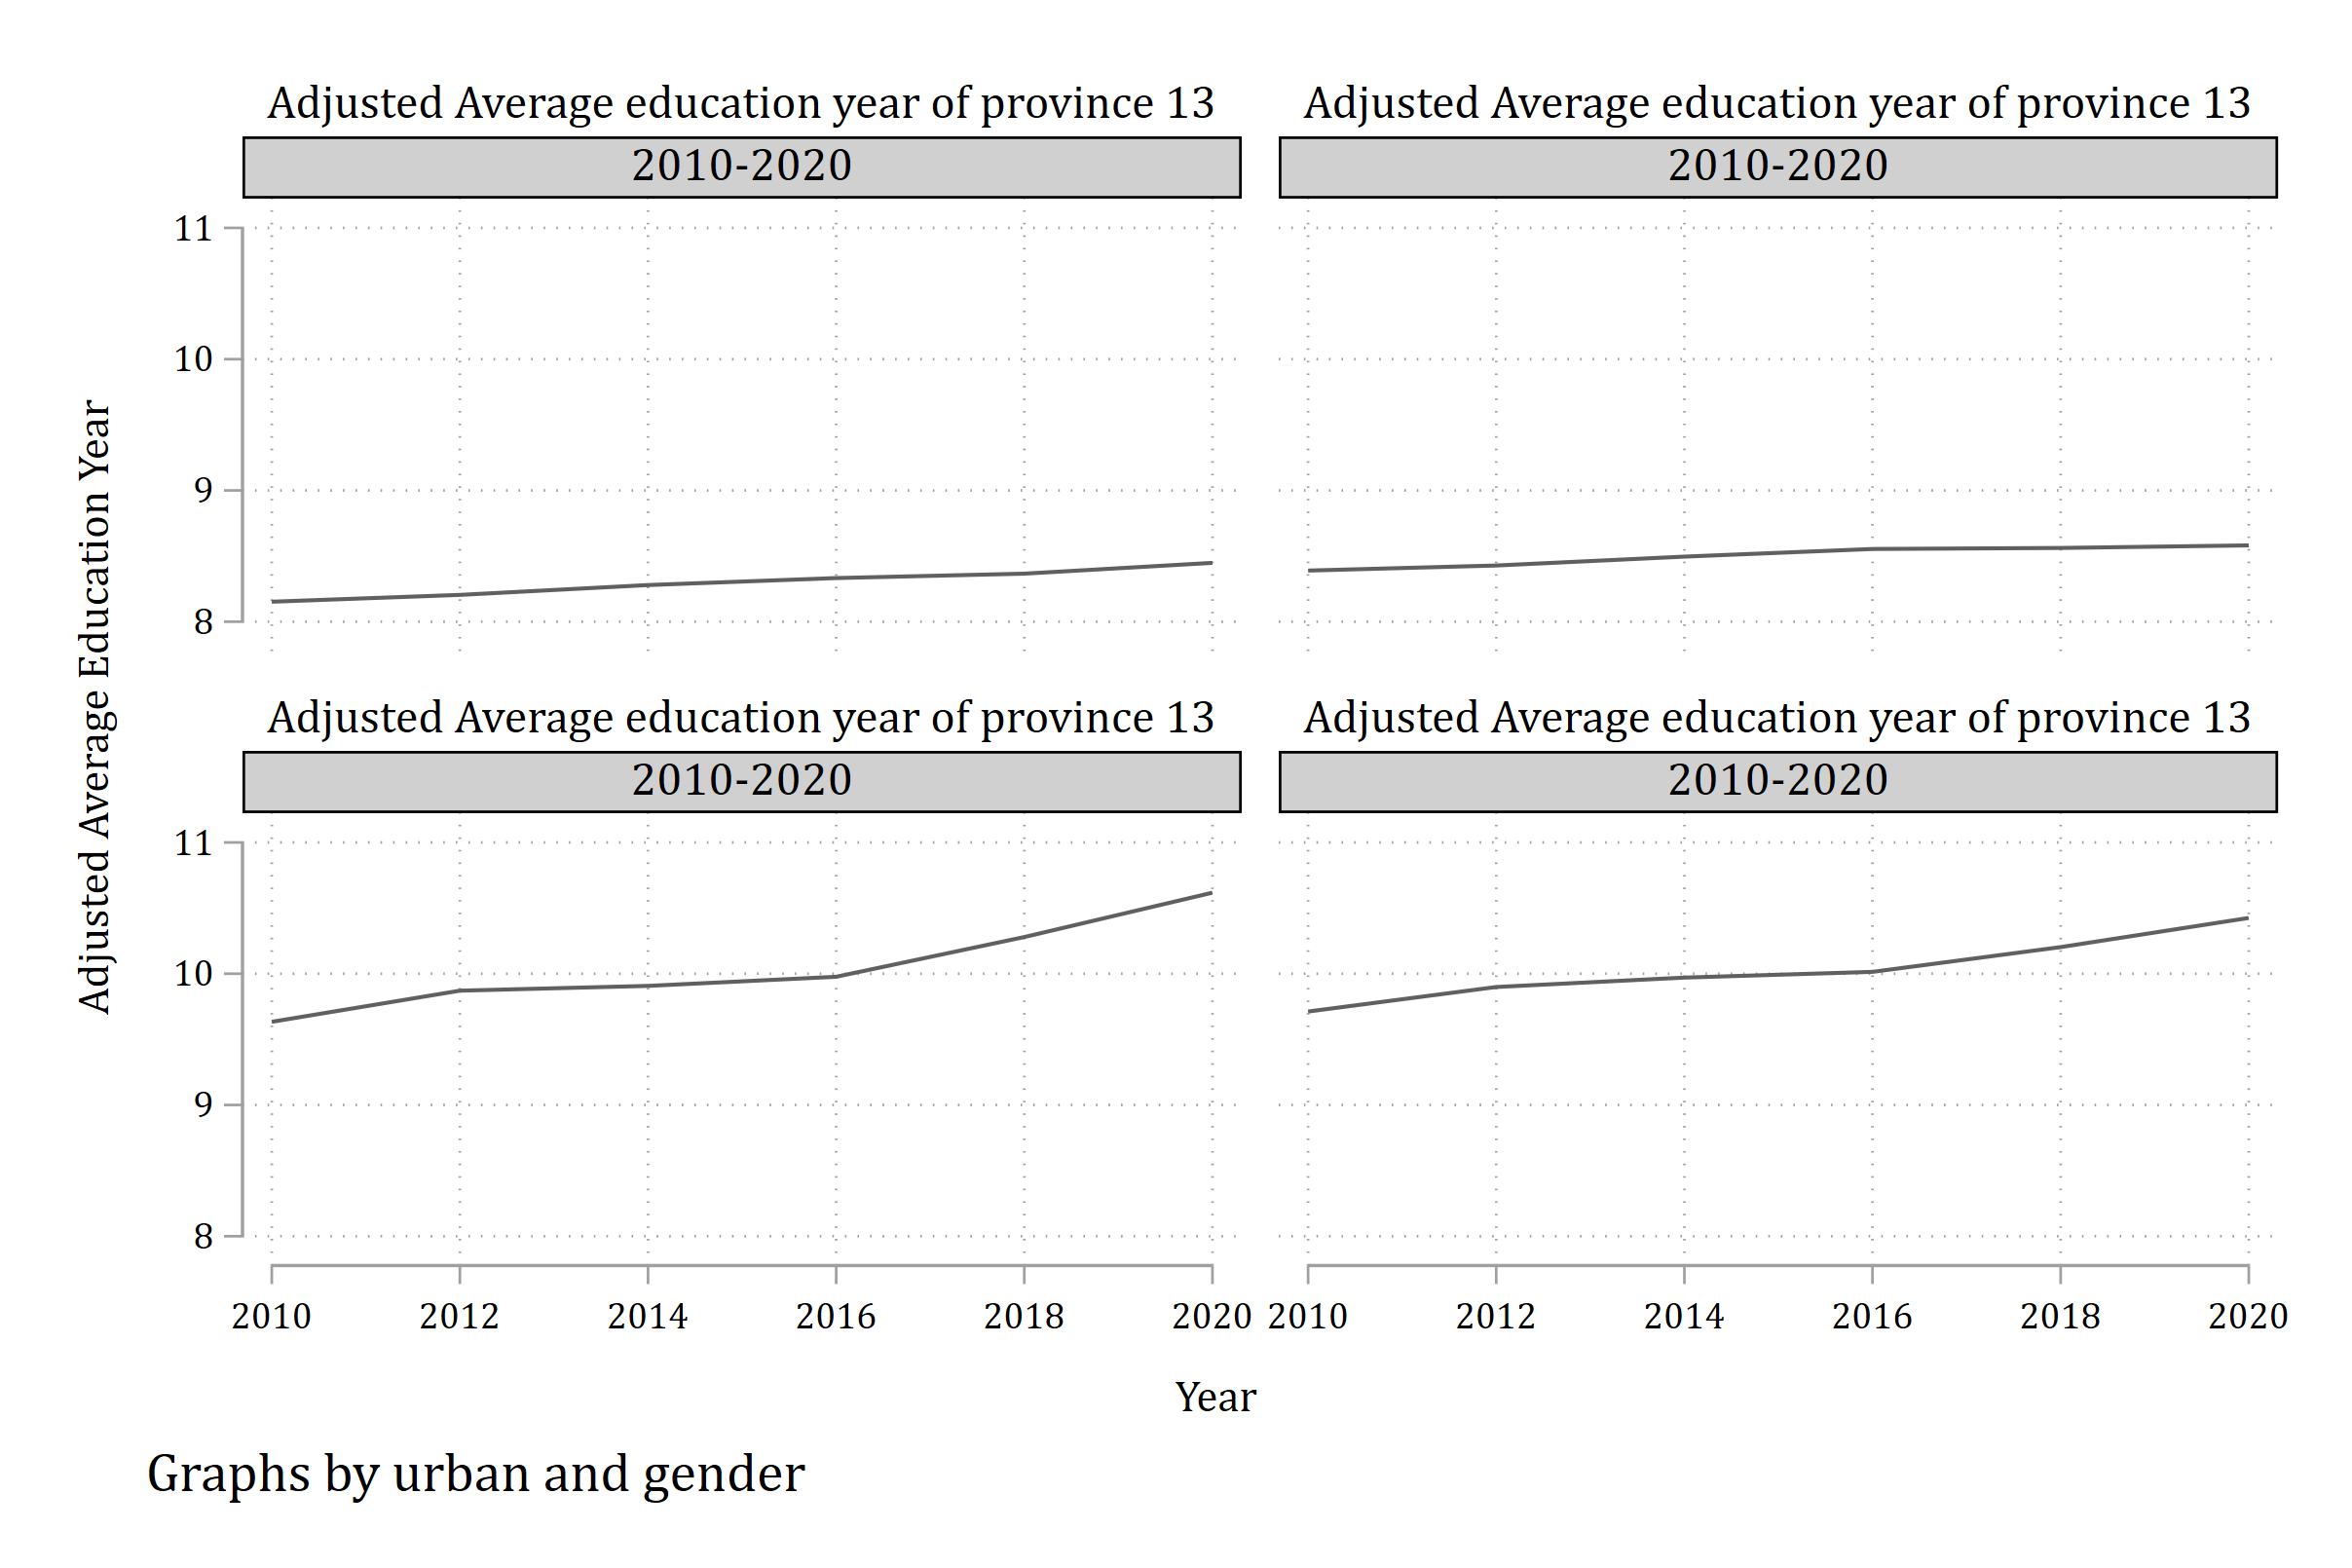 Adjusted Average education year of province 13
2010-2020
Adjusted Average education year of province 13
2010-2020
11
10
9
8
Adjusted Average education year of province 13
2010-2020
Adjusted Average education year of province 13
2010-2020
11
10
9
8
2010 2012 2014 2016 2018 2020
2010 2012 2014 2016 2018 2020
Adjusted Average Education Year
Year
Graphs by urban and gender